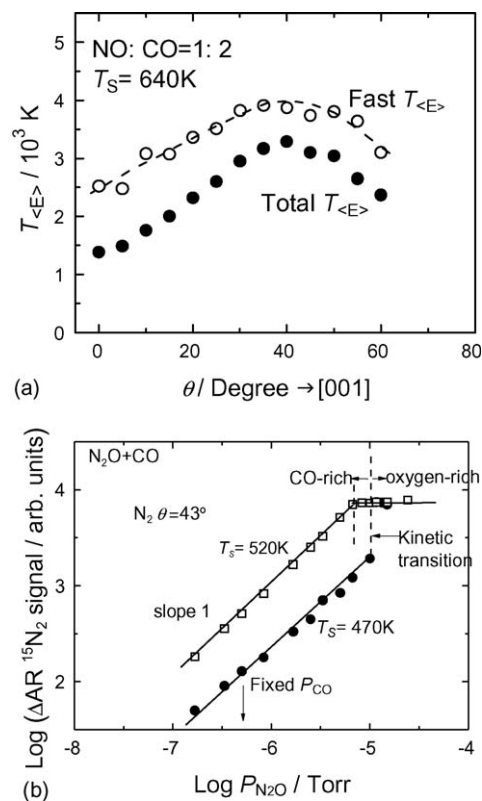 NO: CO=1: 2
T_S= 640K
Fast T_<E>
Total T_<E>
T_<E> / 10³ K
5
4
3
2
1
0
0 20 40 60 80
(a)
θ/ Degree →[001]
N₂O+CO
CO-rich oxygen-rich
N₂ θ=43º
T_s=520K
Kinetic
transition
slope 1
T_S=470K
Fixed P_CO
Log (ΔAR ¹⁵N₂ signal / arb. units)
4
3
2
-8 -7 -6 -5 -4
(b)
Log P_N2O / Torr